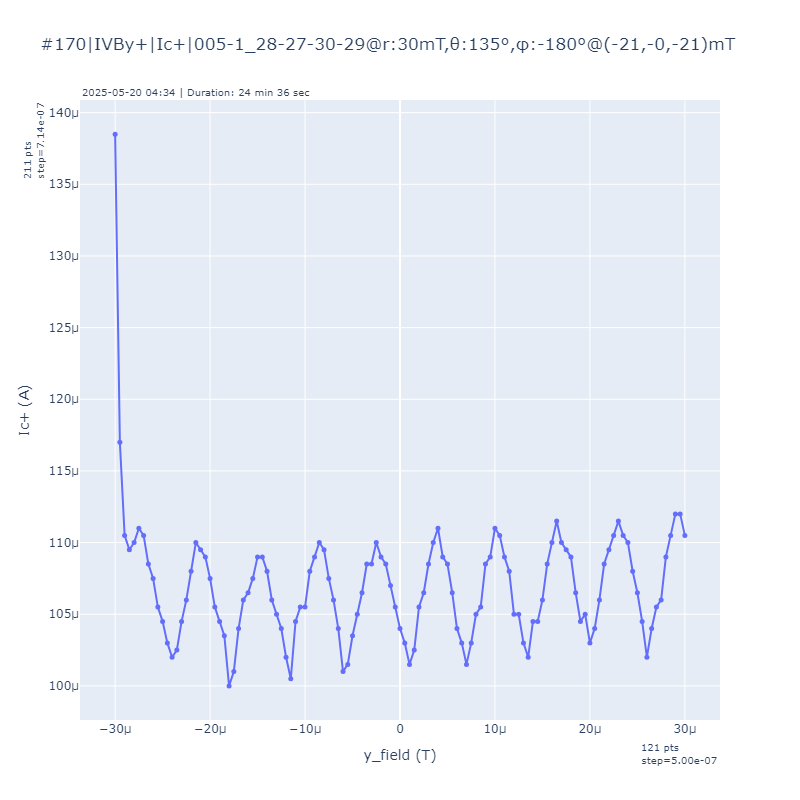 #170|IVBy+|Ic+|005-1_28-27-30-29@r:30mT,θ:135°,φ:-180°@(-21,-0,-21)mT
2025-05-20 04:34 | Duration: 24 min 36 sec
211 pts
step=7.14e-07
140μ
135μ
130μ
125μ
120μ
115μ
110μ
105μ
100μ
Ic+ (A)
−30μ
−20μ
−10μ
0
10μ
20μ
30μ
y_field (T)
121 pts
step=5.00e-07